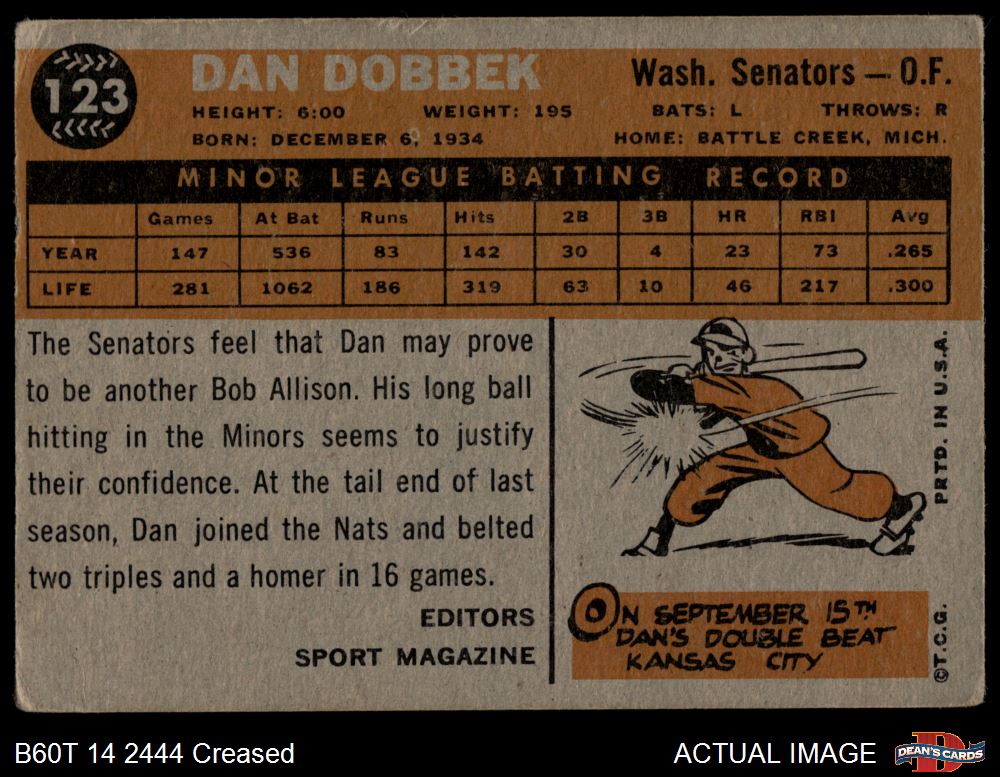 123
DAN DOBBEK
Wash. Senators — O.F.
HEIGHT: 6:00 WEIGHT: 195 BATS: L THROWS: R
BORN: DECEMBER 6, 1934 HOME: BATTLE CREEK, MICH.
MINOR LEAGUE BATTING RECORD
Games At Bat Runs Hits 2B 3B HR RBI Avg
YEAR 147 536 83 142 30 4 23 73 .265
LIFE 281 1062 186 319 63 10 46 217 .300
The Senators feel that Dan may prove
to be another Bob Allison. His long ball
hitting in the Minors seems to justify
their confidence. At the tail end of last
season, Dan joined the Nats and belted
two triples and a homer in 16 games.
EDITORS
SPORT MAGAZINE
ON SEPTEMBER 15TH
DAN'S DOUBLE BEAT
KANSAS CITY
PRTD. IN U.S.A.
©T.C.G.
B60T 14 2444 Creased
ACTUAL IMAGE
DEAN'S CARDS